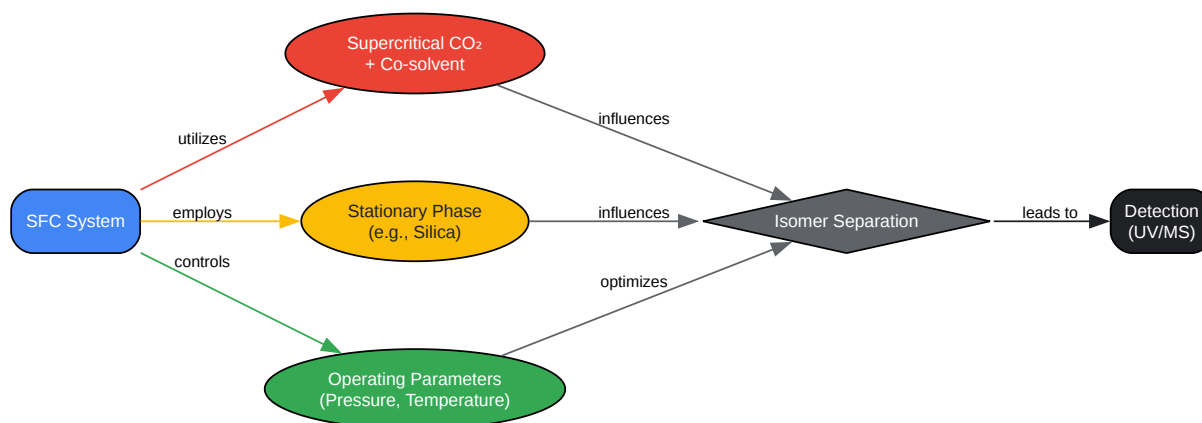 Supercritical CO₂
+ Co-solvent
influences
utilizes
SFC System
employs
Stationary Phase
(e.g., Silica)
influences
Isomer Separation
leads to
Detection
(UV/MS)
controls
optimizes
Operating Parameters
(Pressure, Temperature)